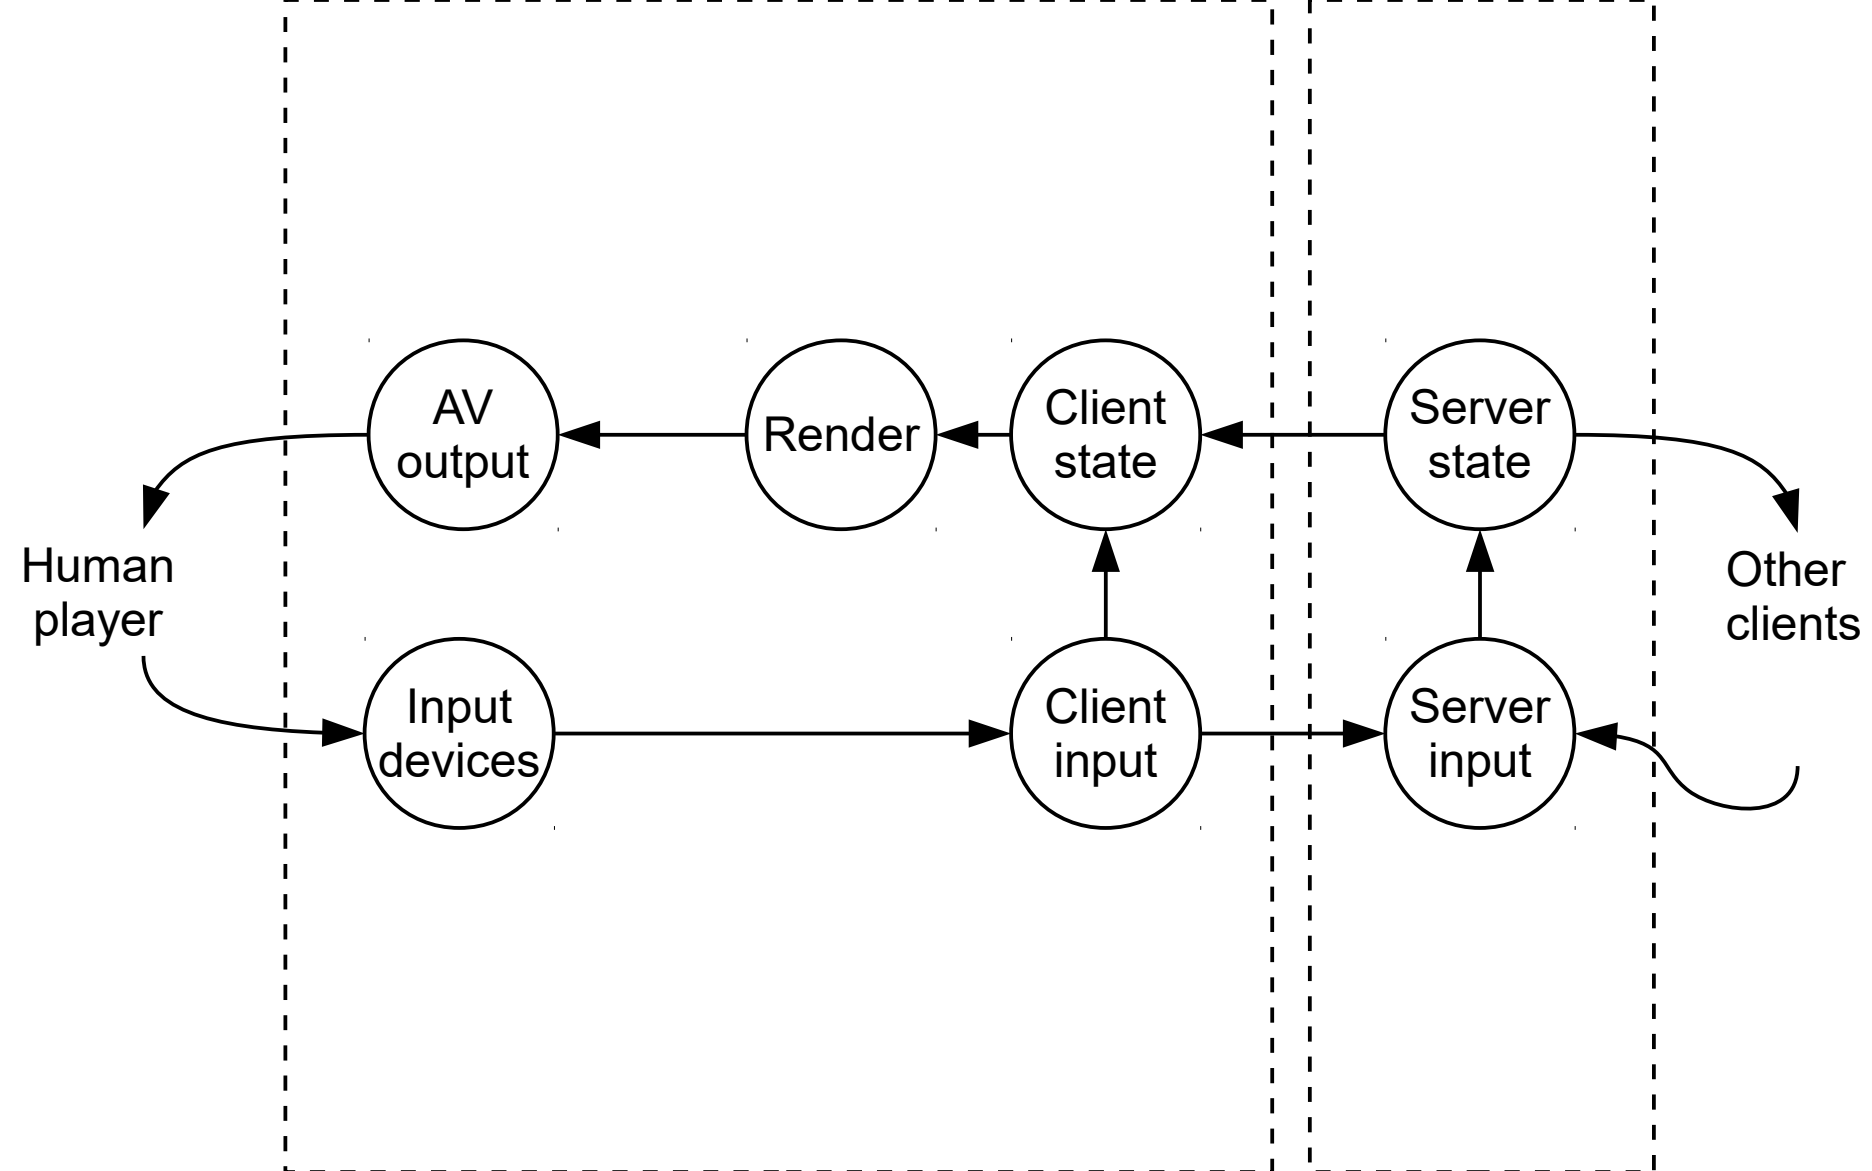 AV
output
Render
Client
state
Server
state
Human
player
Other
clients
Input
devices
Client
input
Server
input